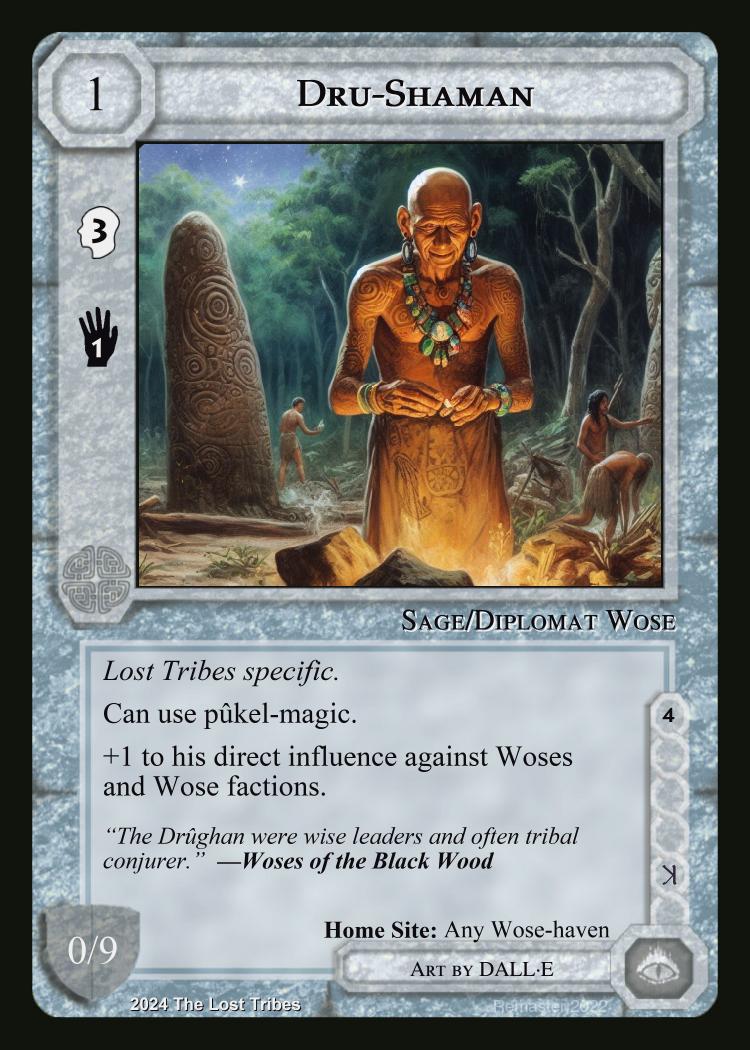 1
Dru-Shaman
3
1
Sage/Diplomat Wose
Lost Tribes specific.
Can use pûkel-magic.
+1 to his direct influence against Woses
and Wose factions.
4
“The Drûghan were wise leaders and often tribal
conjurer.” —Woses of the Black Wood
Home Site: Any Wose-haven
0/9
Art by DALL·E
2024 The Lost Tribes
Remaster 2022